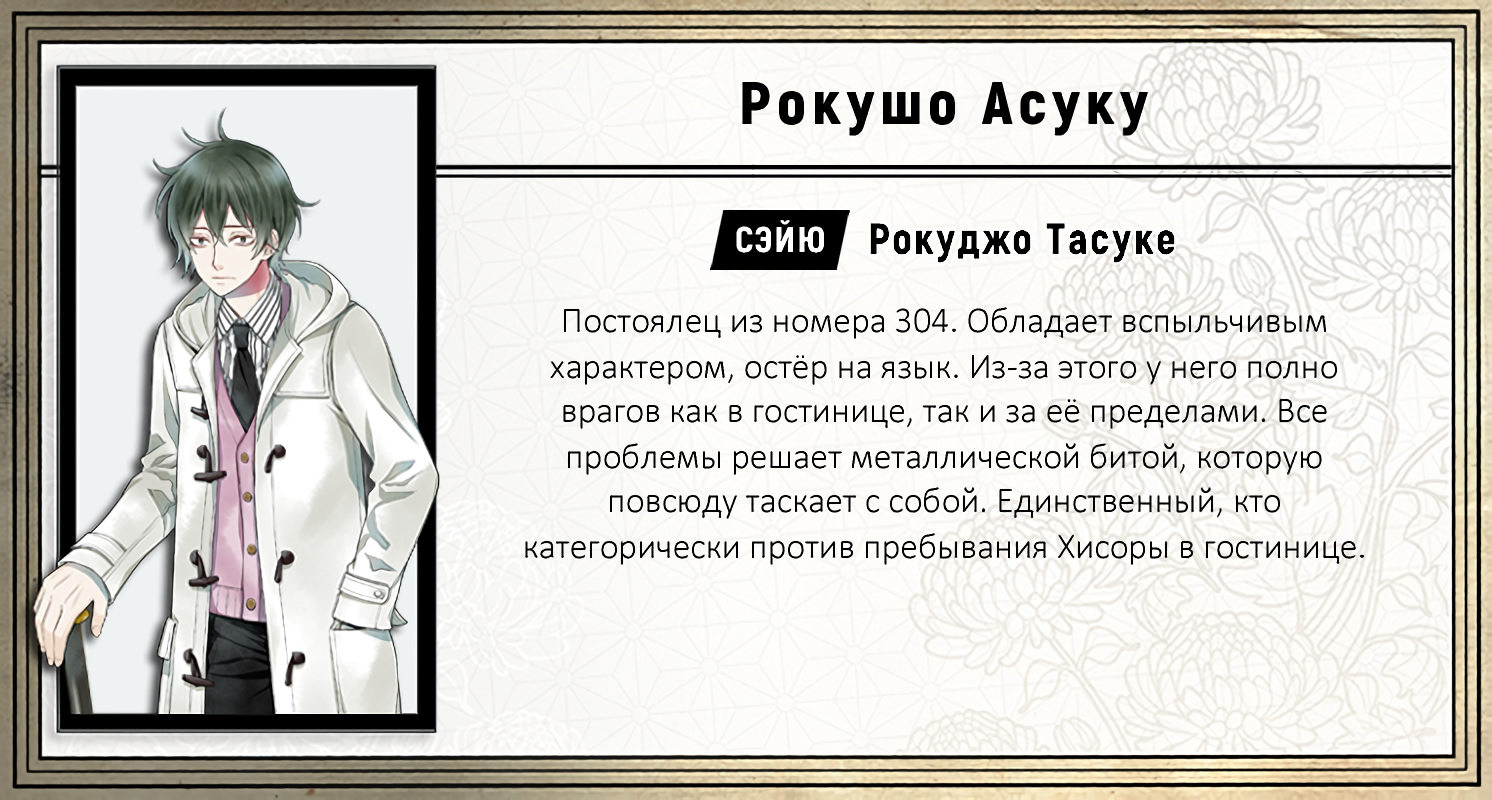 Рокушо Асуку
СЭЙЮ Рокуджо Тасуке
Постоялец из номера 304. Обладает вспыльчивым
характером, остёр на язык. Из-за этого у него полно
врагов как в гостинице, так и за её пределами. Все
проблемы решает металлической битой, которую
повсюду таскает с собой. Единственный, кто
категорически против пребывания Хисоры в гостинице.